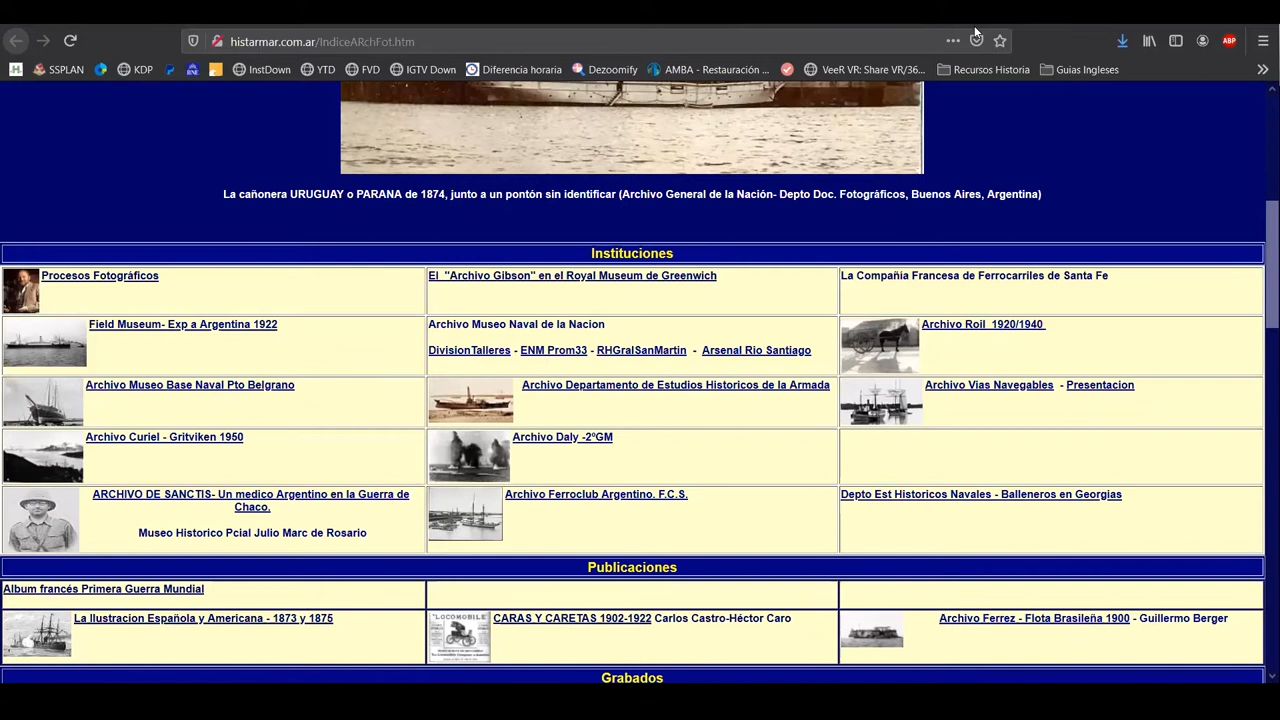 histarmar.com.ar/IndiceARchFot.htm
ABP
SSPLAN
KDP
InstDown
YTD
FVD
IGTV Down
Diferencia horaria
Dezoomify
AMBA - Restauración ...
VeeR VR: Share VR/36...
Recursos Historia
Guias Ingleses
La cañonera URUGUAY o PARANA de 1874, junto a un pontón sin identificar (Archivo General de la Nación- Depto Doc. Fotográficos, Buenos Aires, Argentina)
Instituciones
Procesos Fotográficos
El "Archivo Gibson" en el Royal Museum de Greenwich
La Compañia Francesa de Ferrocarriles de Santa Fe
Field Museum- Exp a Argentina 1922
Archivo Museo Naval de la Nacion
DivisionTalleres - ENM Prom33 - RHGralSanMartin - Arsenal Rio Santiago
Archivo Roil 1920/1940
Archivo Museo Base Naval Pto Belgrano
Archivo Departamento de Estudios Historicos de la Armada
Archivo Vias Navegables - Presentacion
Archivo Curiel - Gritviken 1950
Archivo Daly -2ºGM
ARCHIVO DE SANCTIS- Un medico Argentino en la Guerra de
Chaco.
Museo Historico Pcial Julio Marc de Rosario
Archivo Ferroclub Argentino. F.C.S.
Depto Est Historicos Navales - Balleneros en Georgias
Publicaciones
Album francés Primera Guerra Mundial
La Ilustracion Española y Americana - 1873 y 1875
LOCOMOBILE
CARAS Y CARETAS 1902-1922 Carlos Castro-Héctor Caro
Archivo Ferrez - Flota Brasileña 1900 - Guillermo Berger
Grabados